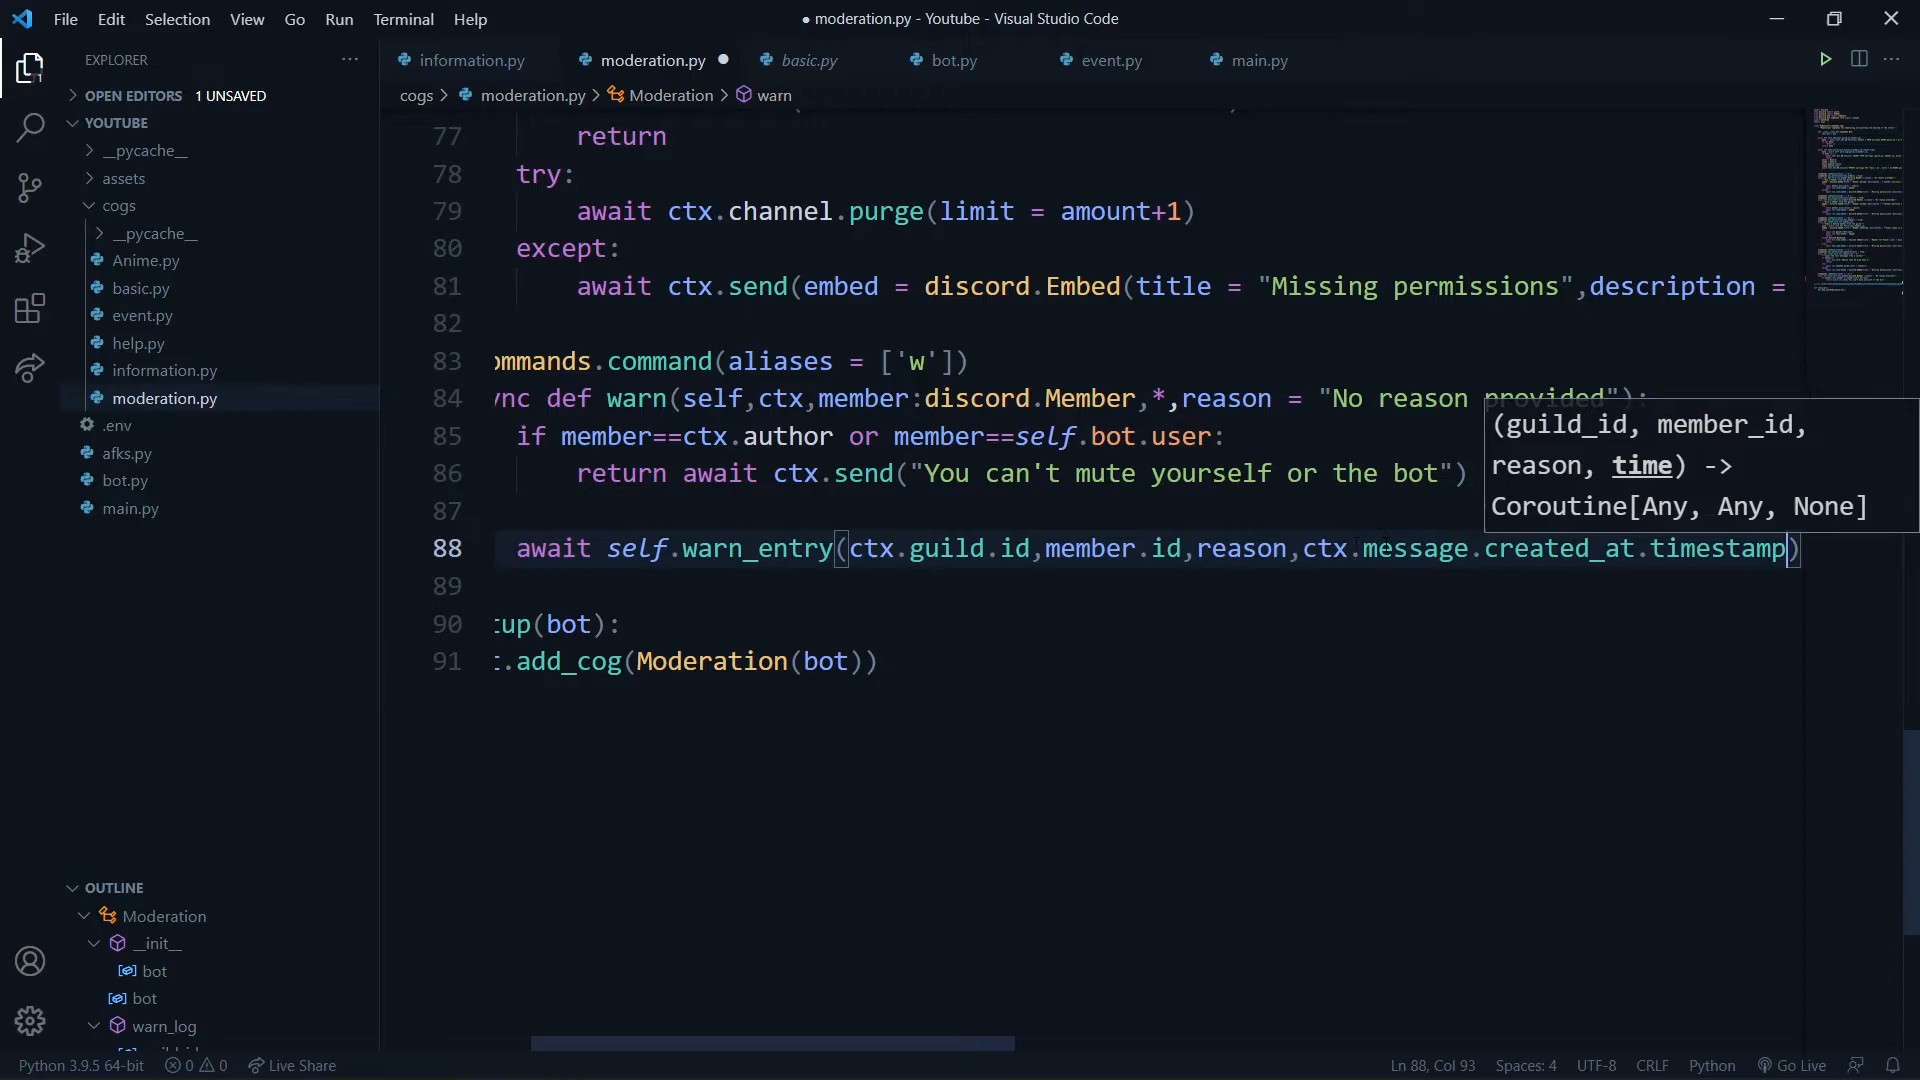 File Edit Selection View Go Run Terminal Help
● moderation.py - Youtube - Visual Studio Code
EXPLORER
OPEN EDITORS 1 UNSAVED
YOUTUBE
__pycache__
assets
cogs
__pycache__
Anime.py
basic.py
event.py
help.py
information.py
moderation.py
.env
afks.py
bot.py
main.py
OUTLINE
Moderation
__init__
bot
bot
warn_log
information.py moderation.py basic.py bot.py event.py main.py
cogs > moderation.py > Moderation > warn
77 return
78 try:
79 await ctx.channel.purge(limit = amount+1)
80 except:
81 await ctx.send(embed = discord.Embed(title = "Missing permissions",description =
82
83 ommands.command(aliases = ['w'])
84 nc def warn(self,ctx,member:discord.Member,*,reason = "No reason provided"):
85 if member==ctx.author or member==self.bot.user:
86 return await ctx.send("You can't mute yourself or the bot")
87
88 await self.warn_entry(ctx.guild.id,member.id,reason,ctx.message.created_at.timestamp)
89
90 tup(bot):
91 .add_cog(Moderation(bot))
(guild_id, member_id,
reason, time) ->
Coroutine[Any, Any, None]
Python 3.9.5 64-bit 0 0 Live Share Ln 88, Col 93 Spaces: 4 UTF-8 CRLF Python Go Live